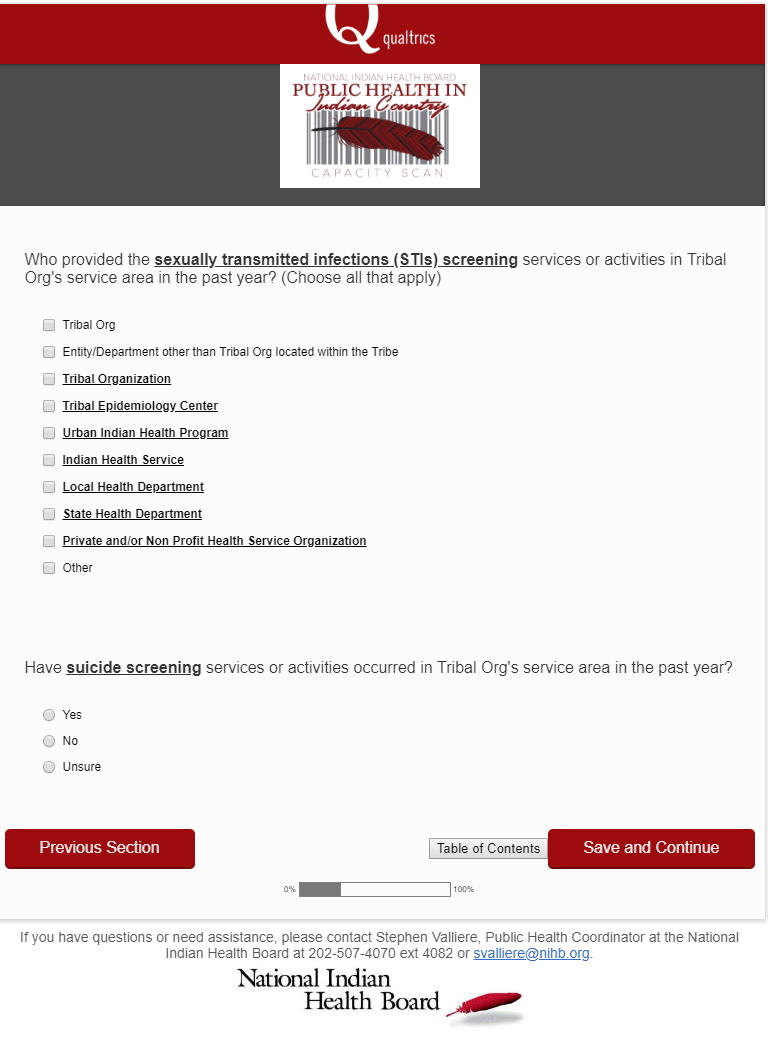 qualtrics
NATIONAL INDIAN HEALTH BOARD
PUBLIC HEALTH IN
Indian Country
CAPACITY SCAN
Who provided the sexually transmitted infections (STIs) screening services or activities in Tribal
Org's service area in the past year? (Choose all that apply)
Tribal Org
Entity/Department other than Tribal Org located within the Tribe
Tribal Organization
Tribal Epidemiology Center
Urban Indian Health Program
Indian Health Service
Local Health Department
State Health Department
Private and/or Non Profit Health Service Organization
Other
Have suicide screening services or activities occurred in Tribal Org's service area in the past year?
Yes
No
Unsure
Previous Section
Table of Contents
Save and Continue
0%
100%
If you have questions or need assistance, please contact Stephen Valliere, Public Health Coordinator at the National
Indian Health Board at 202-507-4070 ext 4082 or svalliere@nihb.org.
National Indian
Health Board